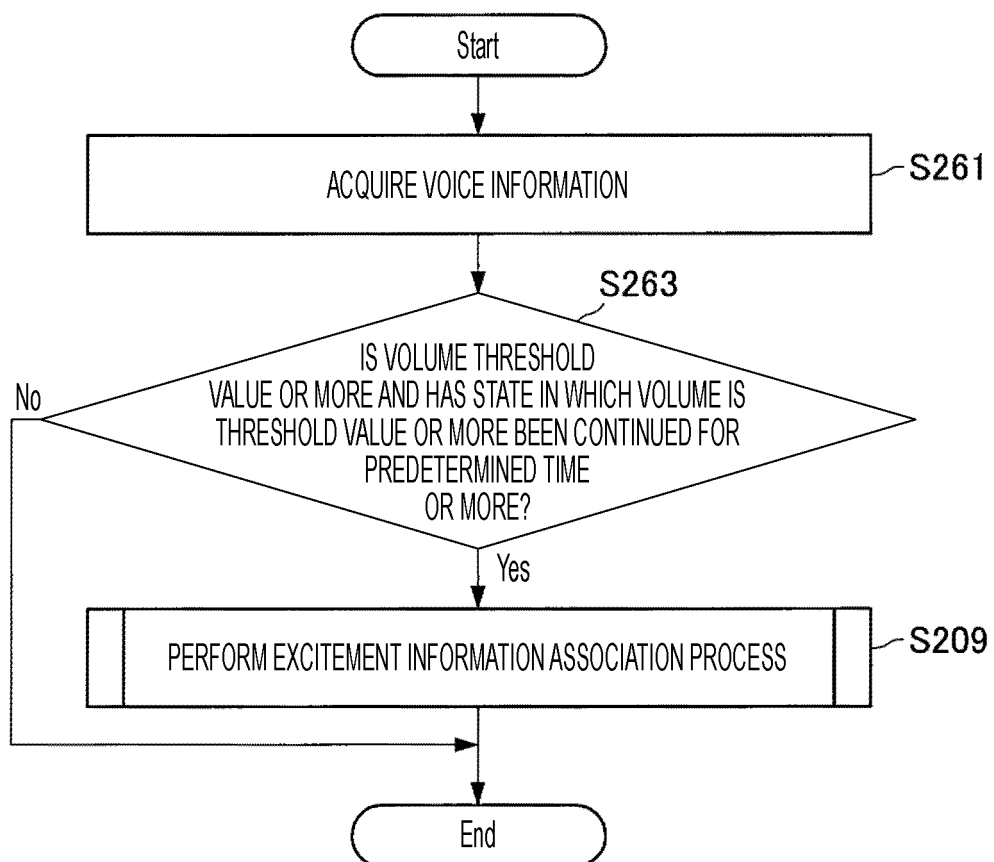 Start
ACQUIRE VOICE INFORMATION
S261
S263
IS VOLUME THRESHOLD
VALUE OR MORE AND HAS STATE IN WHICH VOLUME IS
THRESHOLD VALUE OR MORE BEEN CONTINUED FOR
PREDETERMINED TIME
OR MORE?
No
Yes
PERFORM EXCITEMENT INFORMATION ASSOCIATION PROCESS
S209
End